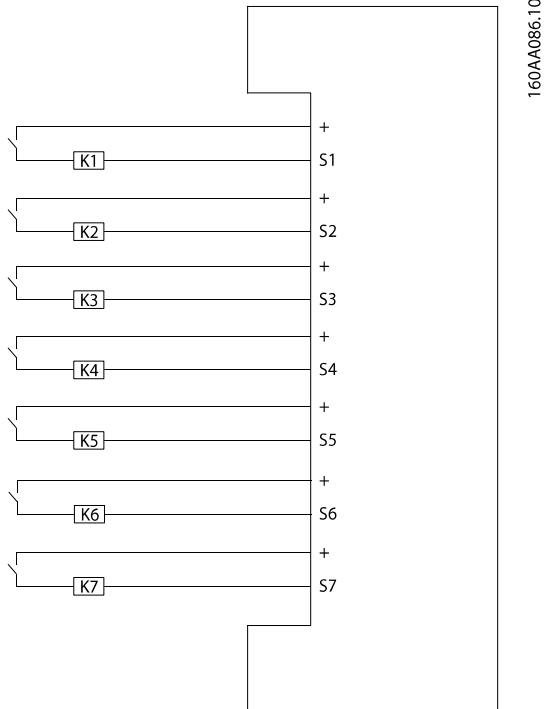 160AA086.10
+
K1 S1
+
K2 S2
+
K3 S3
+
K4 S4
+
K5 S5
+
K6 S6
+
K7 S7